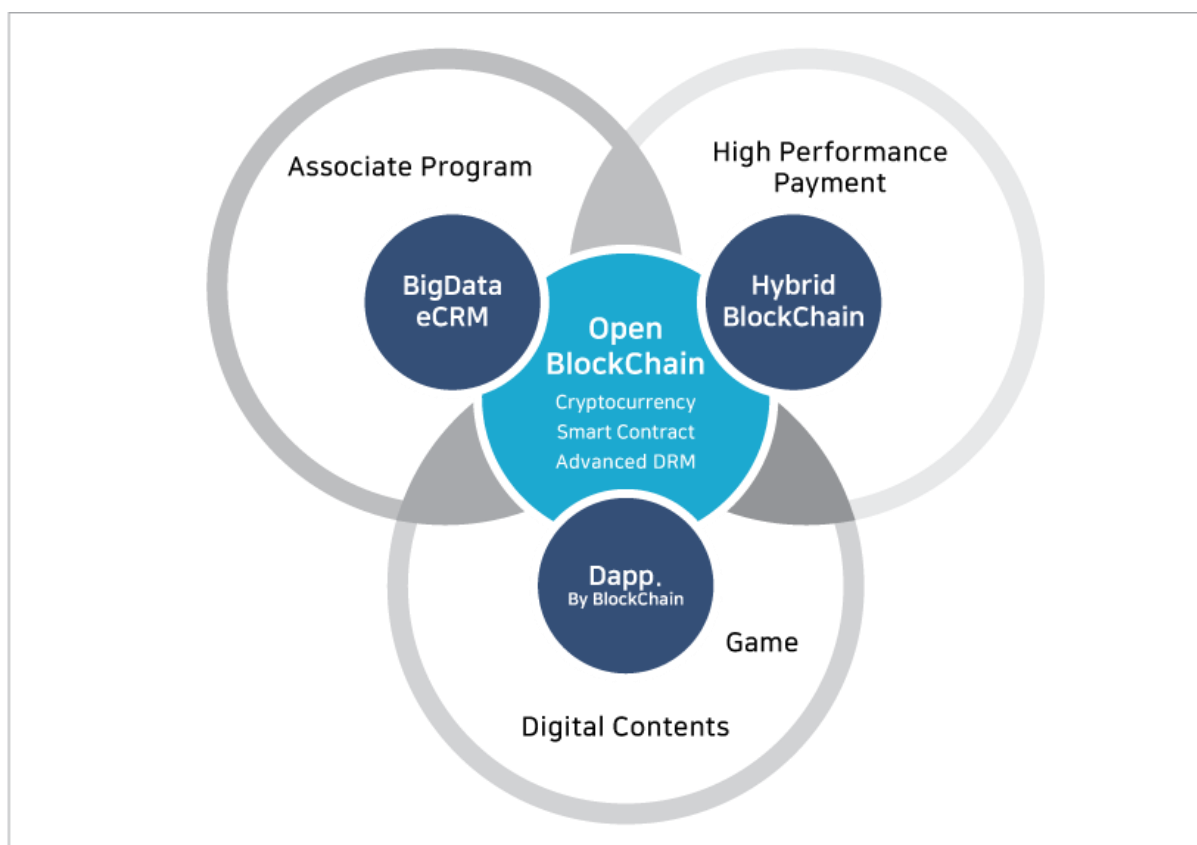 Associate Program
High Performance
Payment
BigData
eCRM
Hybrid
BlockChain
Open
BlockChain
Cryptocurrency
Smart Contract
Advanced DRM
Dapp.
By BlockChain
Game
Digital Contents